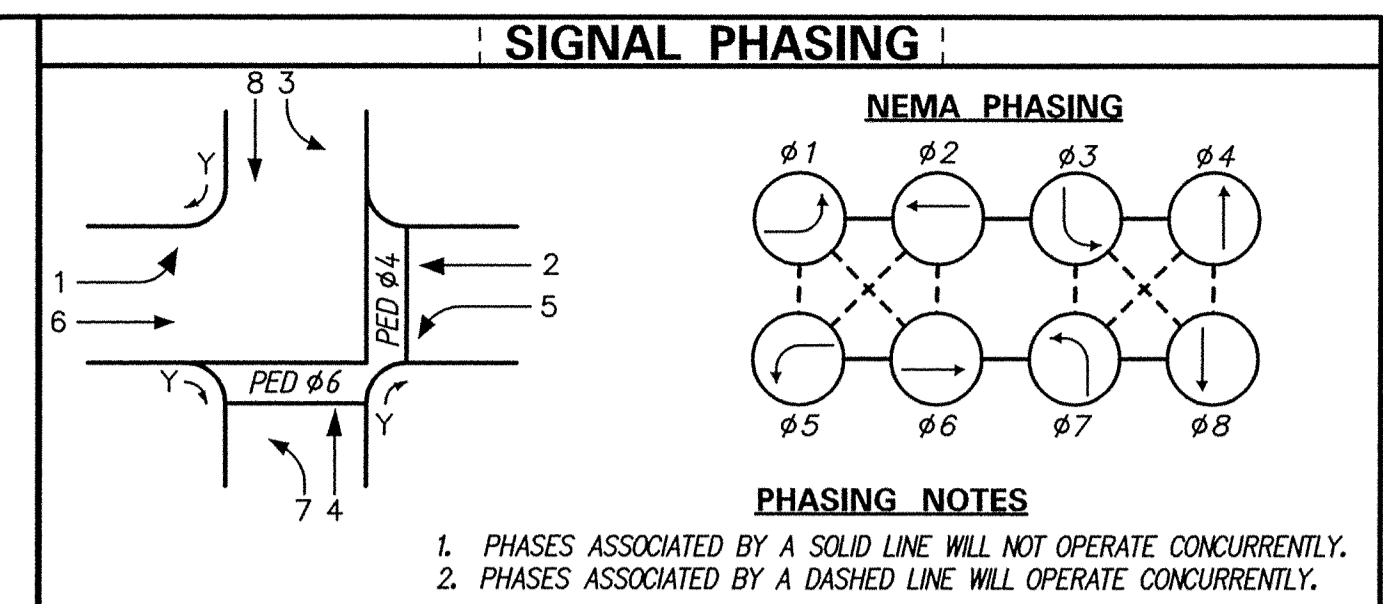 SIGNAL PHASING
8 3
NEMA PHASING
ø1 ø2 ø3 ø4
Y
1
2
PED ø4
5
6
Y
PED ø6
Y
ø5 ø6 ø7 ø8
7 4
PHASING NOTES
1. PHASES ASSOCIATED BY A SOLID LINE WILL NOT OPERATE CONCURRENTLY.
2. PHASES ASSOCIATED BY A DASHED LINE WILL OPERATE CONCURRENTLY.